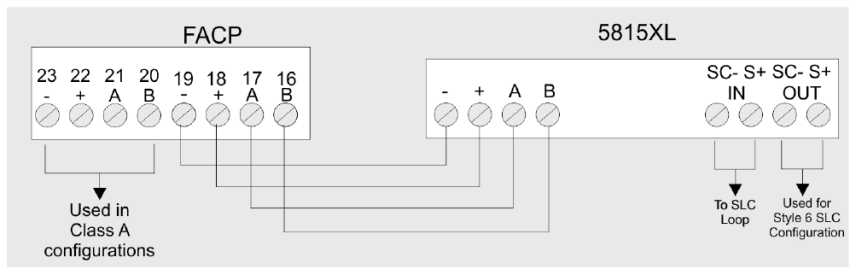 FACP
5815XL
23 22 21 20 19 18 17 16
- + A B - + A B
- + A B
SC- S+ SC- S+
IN OUT
Used in
Class A
configurations
To SLC
Loop
Used for
Style 6 SLC
Configuration